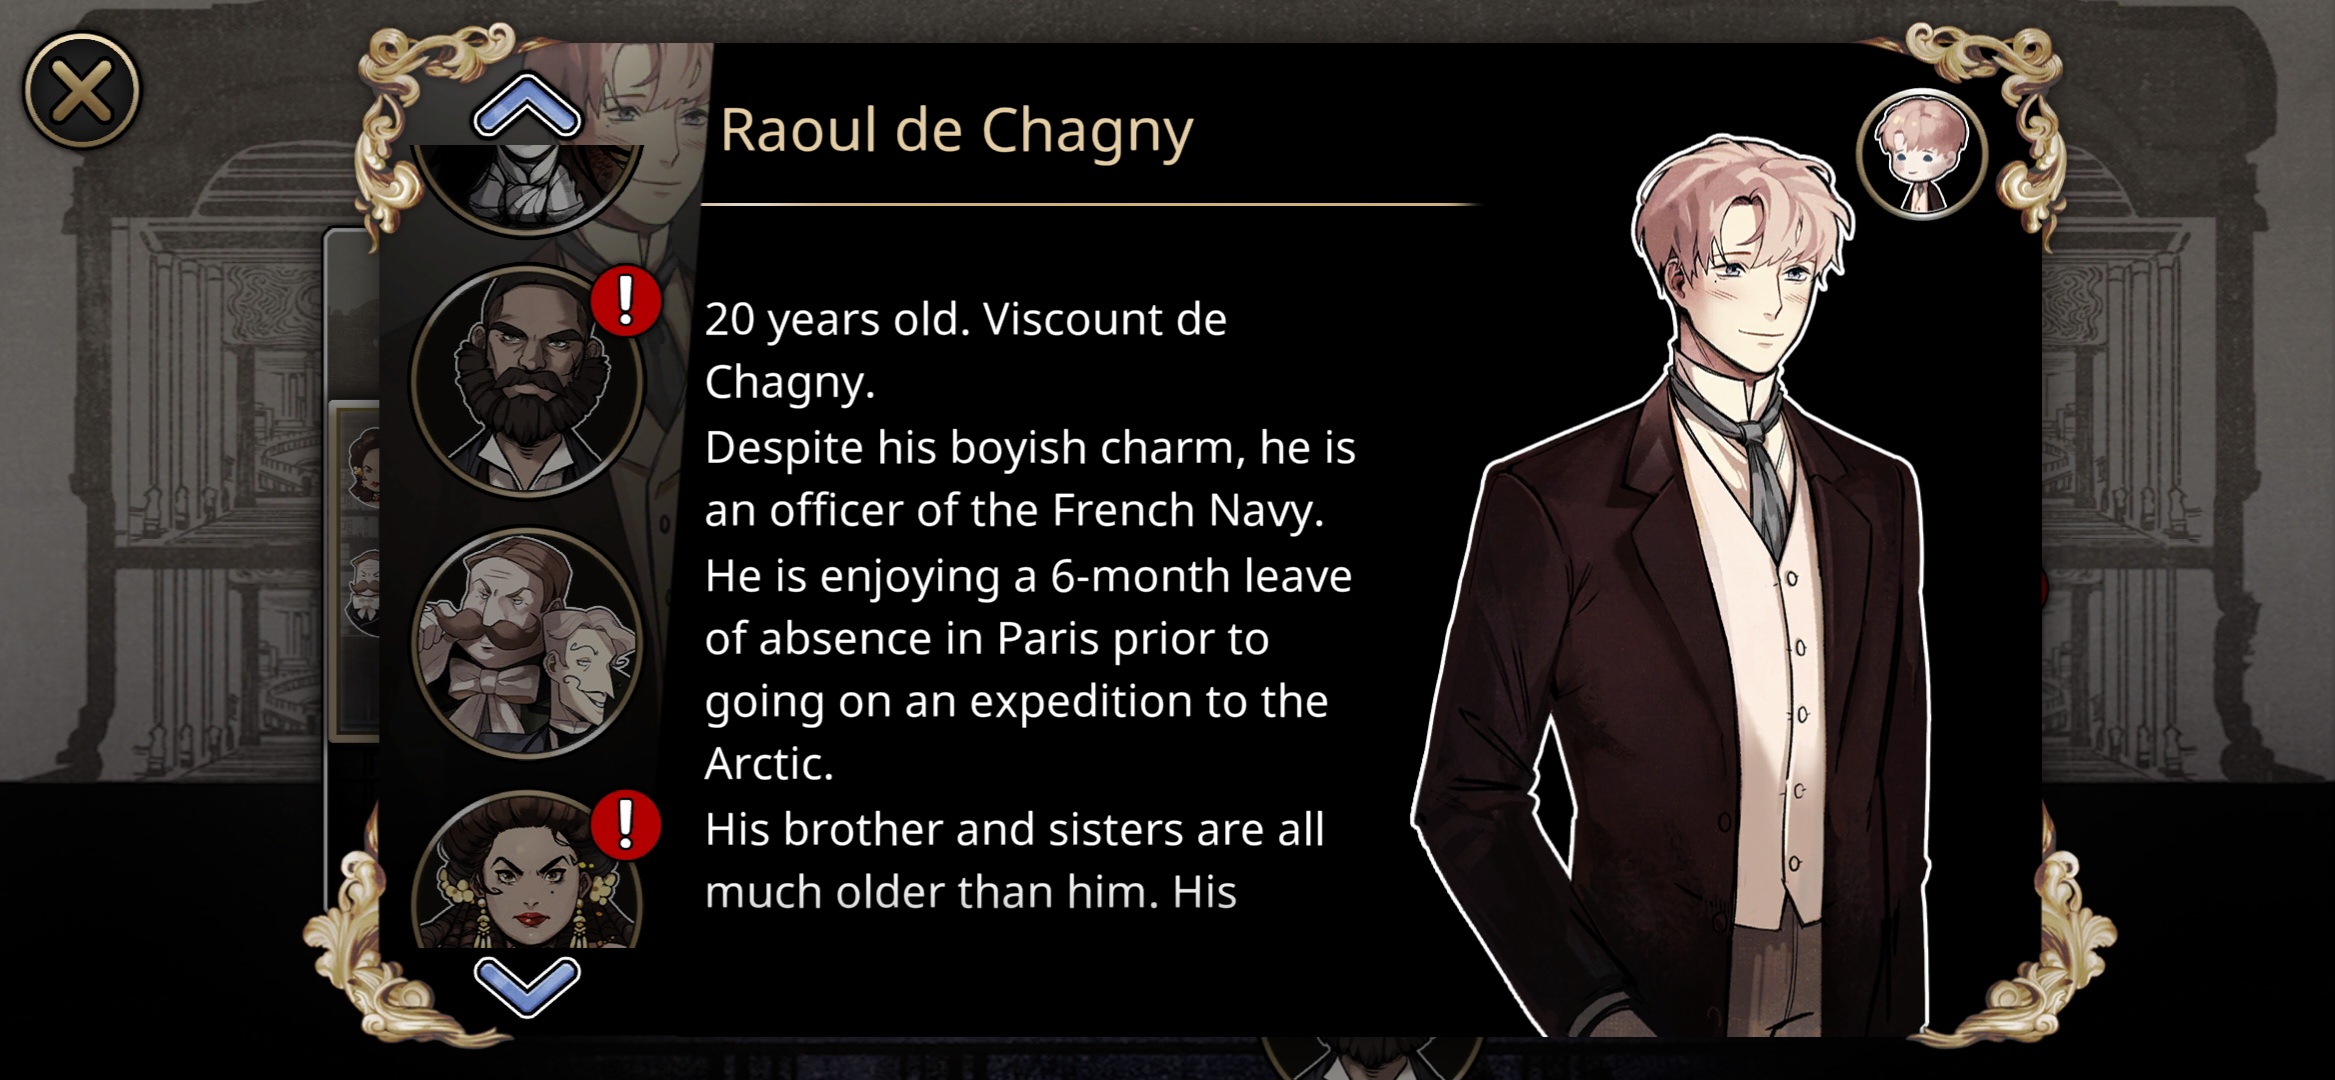 Raoul de Chagny
20 years old. Viscount de
Chagny.
Despite his boyish charm, he is
an officer of the French Navy.
He is enjoying a 6-month leave
of absence in Paris prior to
going on an expedition to the
Arctic.
His brother and sisters are all
much older than him. His